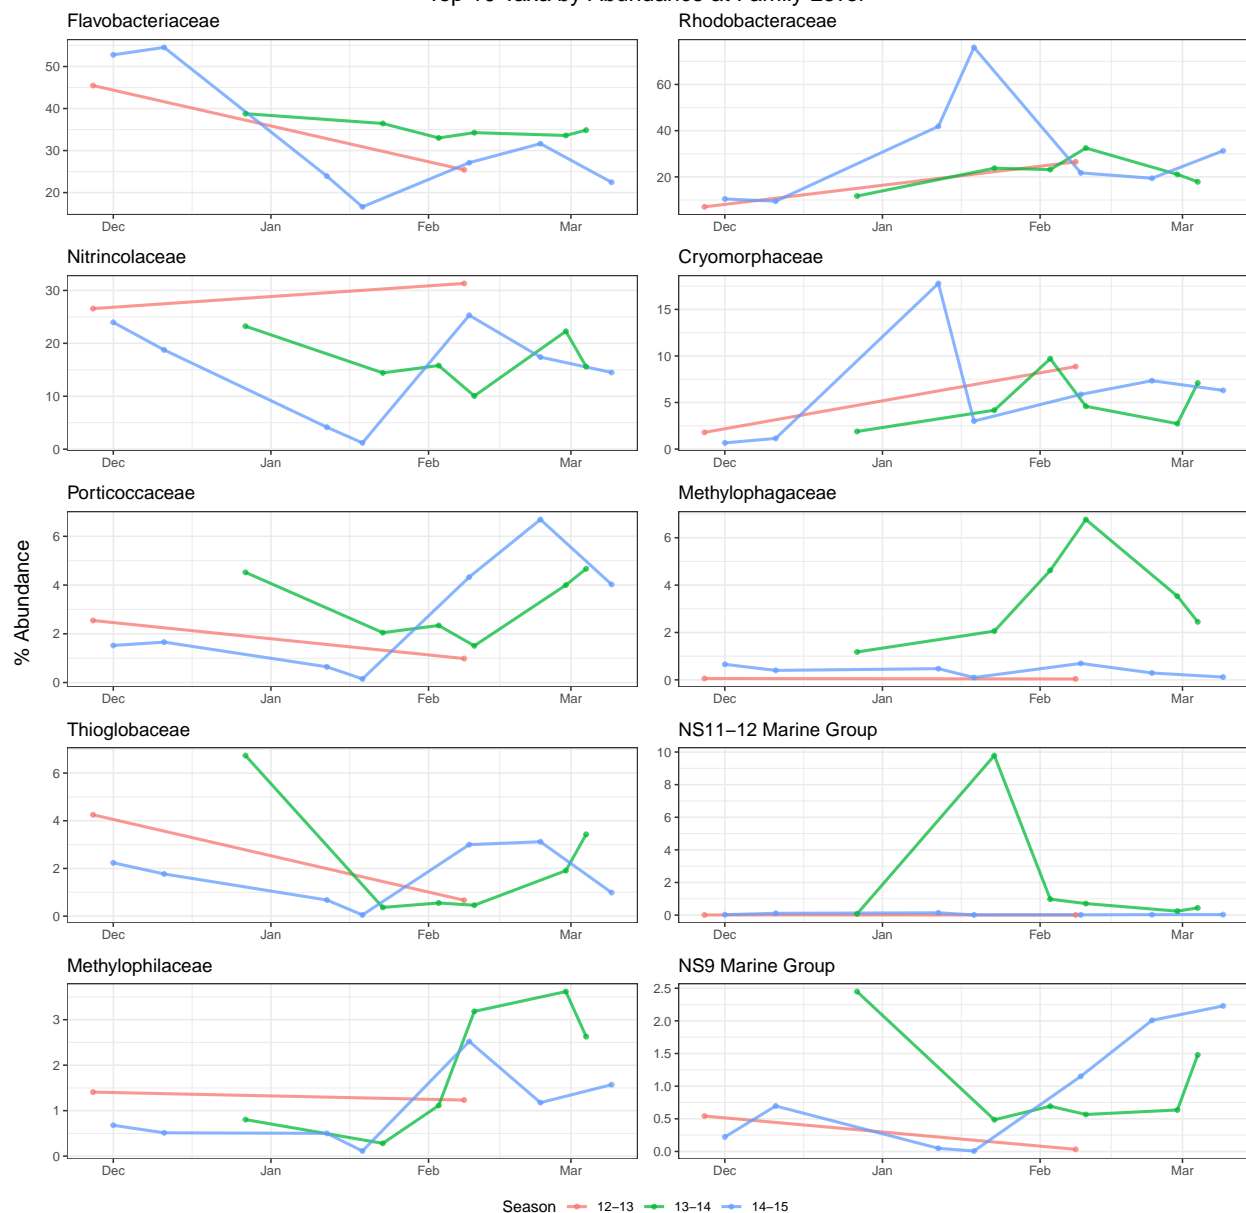 Flavobacteriaceae
Rhodobacteraceae
50
40
30
20
Dec Jan Feb Mar
60
40
20
Dec Jan Feb Mar
Nitrincolaceae
Cryomorphaceae
30
20
10
0
Dec Jan Feb Mar
15
10
5
0
Dec Jan Feb Mar
% Abundance
Porticoccaceae
Methylophagaceae
6
4
2
0
Dec Jan Feb Mar
6
4
2
0
Dec Jan Feb Mar
Thioglobaceae
NS11−12 Marine Group
6
4
2
0
Dec Jan Feb Mar
10
8
6
4
2
0
Dec Jan Feb Mar
Methylophilaceae
NS9 Marine Group
3
2
1
0
Dec Jan Feb Mar
2.5
2.0
1.5
1.0
0.5
0.0
Dec Jan Feb Mar
Season 12−13 13−14 14−15